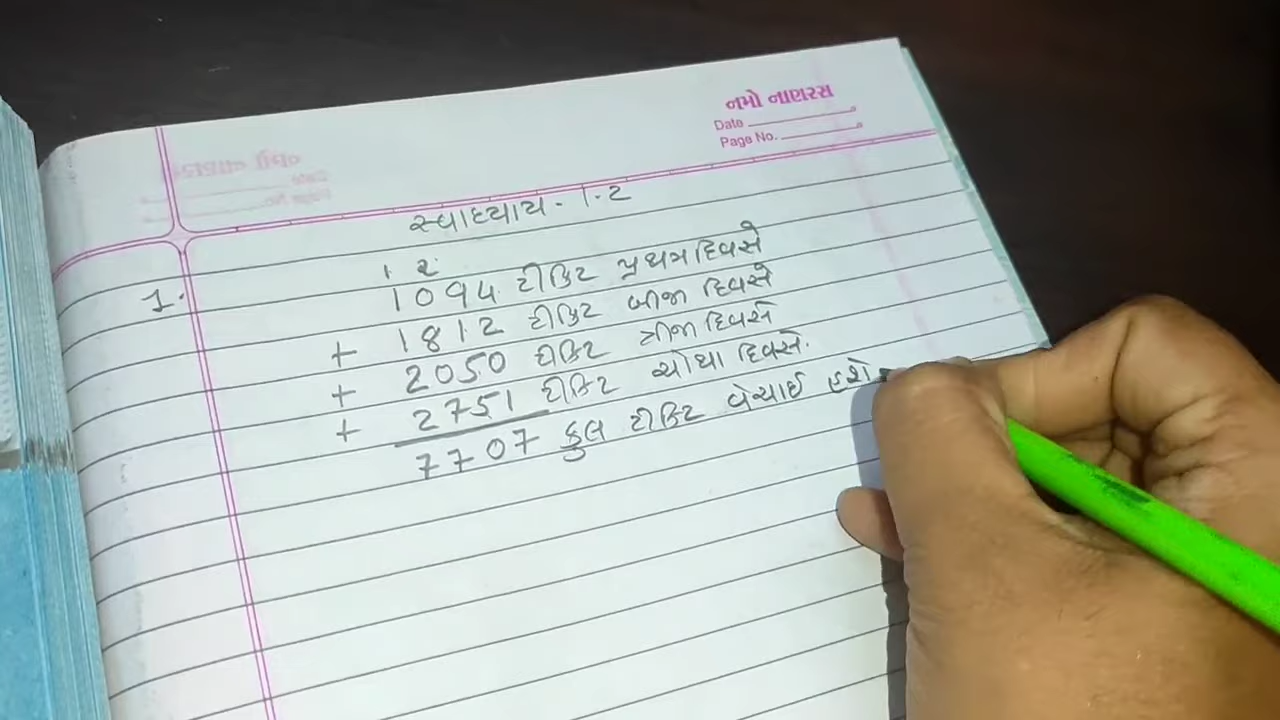 નમો નારાયણ
Date
Page No.
સ્વાધ્યાય - 1.2
1 2
1. 1094 ટીકિટ પ્રથમ દિવસે
+ 1812 ટીકિટ બીજા દિવસે
+ 2050 ટીકિટ ત્રીજા દિવસે
+ 2751 ટીકિટ ચોથા દિવસે.
7707 કુલ ટીકિટ વેચાઈ હશે